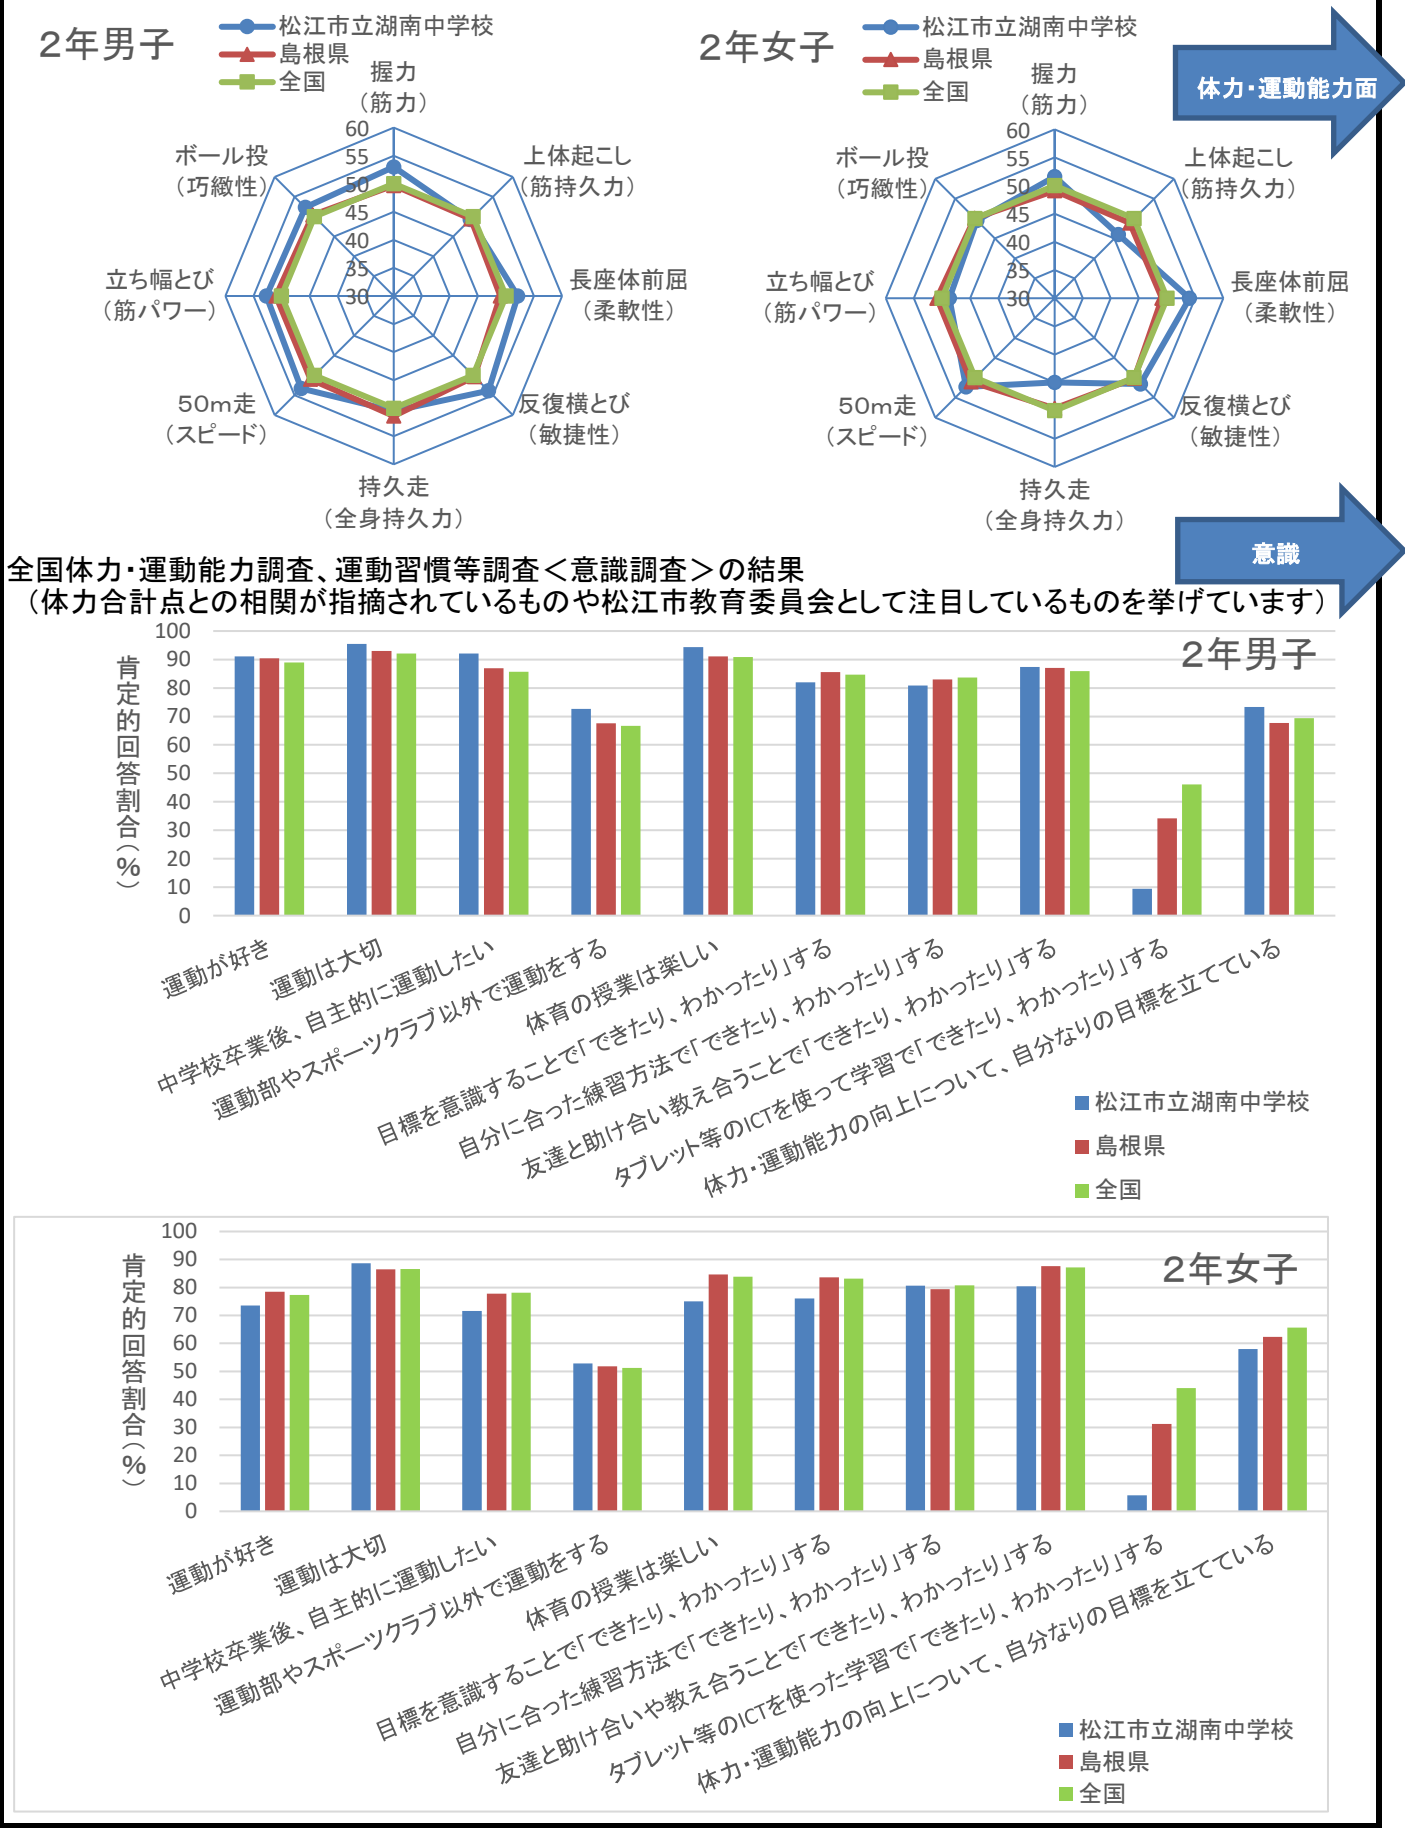 2年男子
松江市立湖南中学校
島根県
全国
握力
（筋力）
上体起こし
（筋持久力）
長座体前屈
（柔軟性）
反復横とび
（敏捷性）
持久走
（全身持久力）
50m走
（スピード）
立ち幅とび
（筋パワー）
ボール投
（巧緻性）
60
55
50
45
40
35
30
2年女子
松江市立湖南中学校
島根県
全国
握力
（筋力）
上体起こし
（筋持久力）
長座体前屈
（柔軟性）
反復横とび
（敏捷性）
持久走
（全身持久力）
50m走
（スピード）
立ち幅とび
（筋パワー）
ボール投
（巧緻性）
60
55
50
45
40
35
30
体力・運動能力面
意識
全国体力・運動能力調査、運動習慣等調査＜意識調査＞の結果
（体力合計点との相関が指摘されているものや松江市教育委員会として注目しているものを挙げています）
2年男子
肯定的回答割合（%）
100
90
80
70
60
50
40
30
20
10
0
運動が好き
運動は大切
中学校卒業後、自主的に運動したい
運動部やスポーツクラブ以外で運動をする
体育の授業は楽しい
目標を意識することで「できたり、わかったり」する
自分に合った練習方法で「できたり、わかったり」する
友達と助け合い教え合うことで「できたり、わかったり」する
タブレット等のICTを使って学習で「できたり、わかったり」する
体力・運動能力の向上について、自分なりの目標を立てている
松江市立湖南中学校
島根県
全国
2年女子
肯定的回答割合（%）
100
90
80
70
60
50
40
30
20
10
0
運動が好き
運動は大切
中学校卒業後、自主的に運動したい
運動部やスポーツクラブ以外で運動をする
体育の授業は楽しい
目標を意識することで「できたり、わかったり」する
自分に合った練習方法で「できたり、わかったり」する
友達と助け合いや教え合うことで「できたり、わかったり」する
タブレット等のICTを使った学習で「できたり、わかったり」する
体力・運動能力の向上について、自分なりの目標を立てている
松江市立湖南中学校
島根県
全国